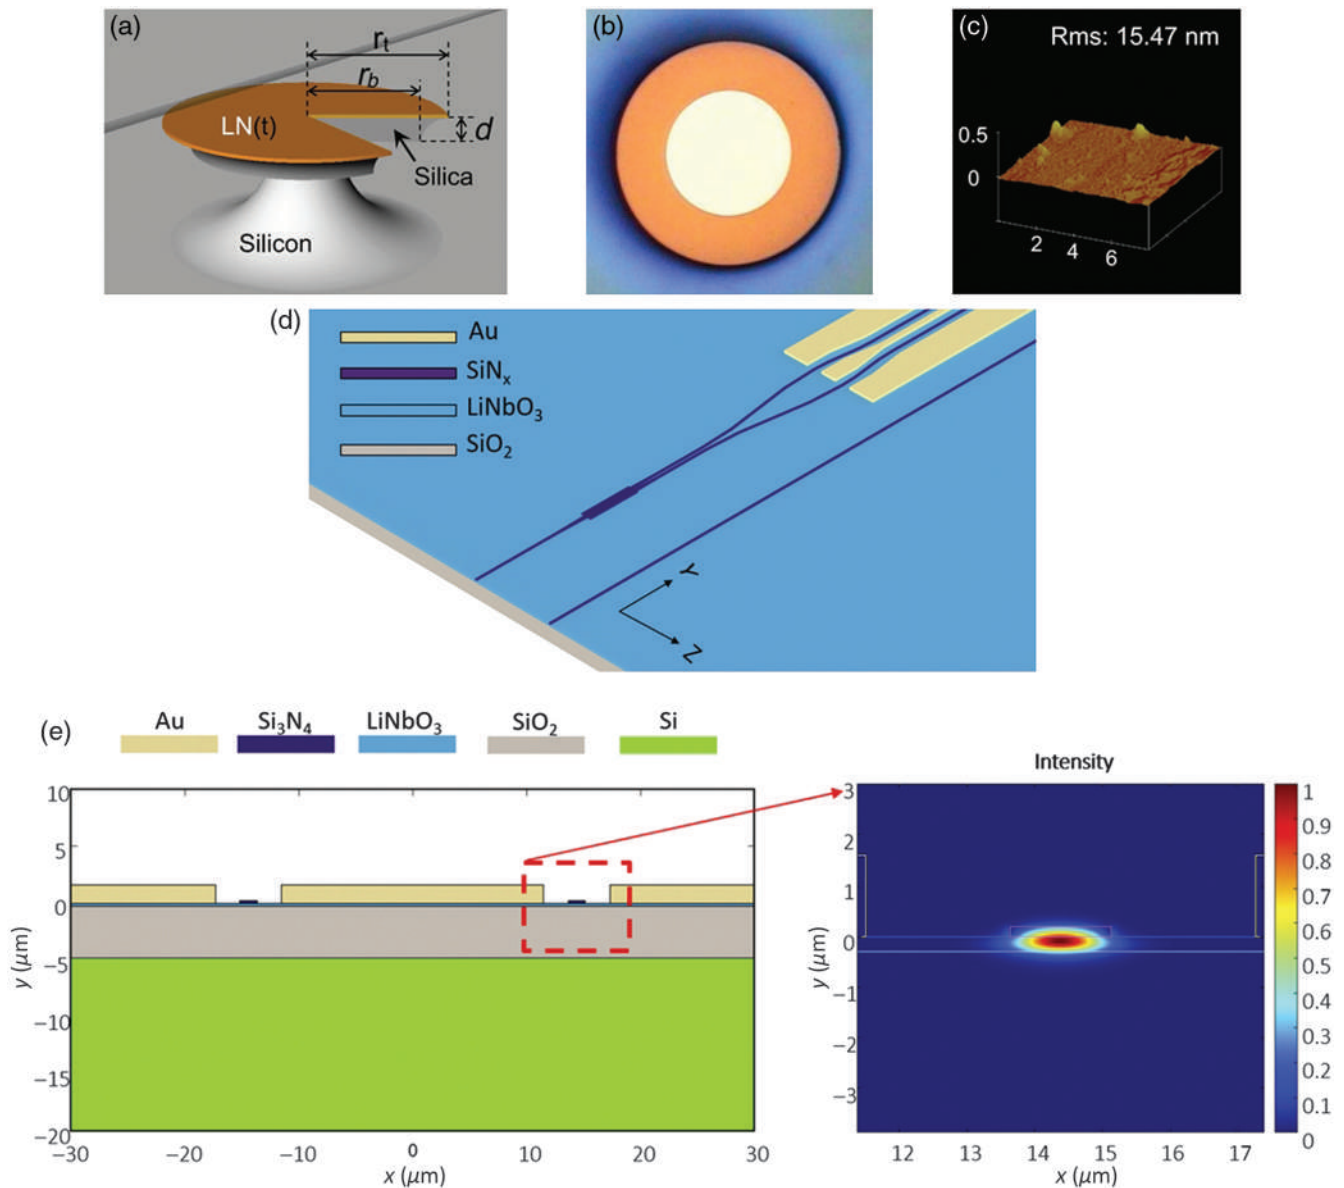 (a)
r_t
r_b
d
LN(t)
Silica
Silicon
(b)
(c)
Rms: 15.47 nm
0.5
0
2 4 6
(d)
Au
SiN_x
LiNbO_3
SiO_2
Y
Z
(e)
Au Si_3N_4 LiNbO_3 SiO_2 Si
10
5
0
−5
−10
−15
−20
y (μm)
−30 −20 −10 0 10 20 30
x (μm)
Intensity
3
2
1
0
−1
−2
−3
y (μm)
12 13 14 15 16 17
x (μm)
1
0.9
0.8
0.7
0.6
0.5
0.4
0.3
0.2
0.1
0